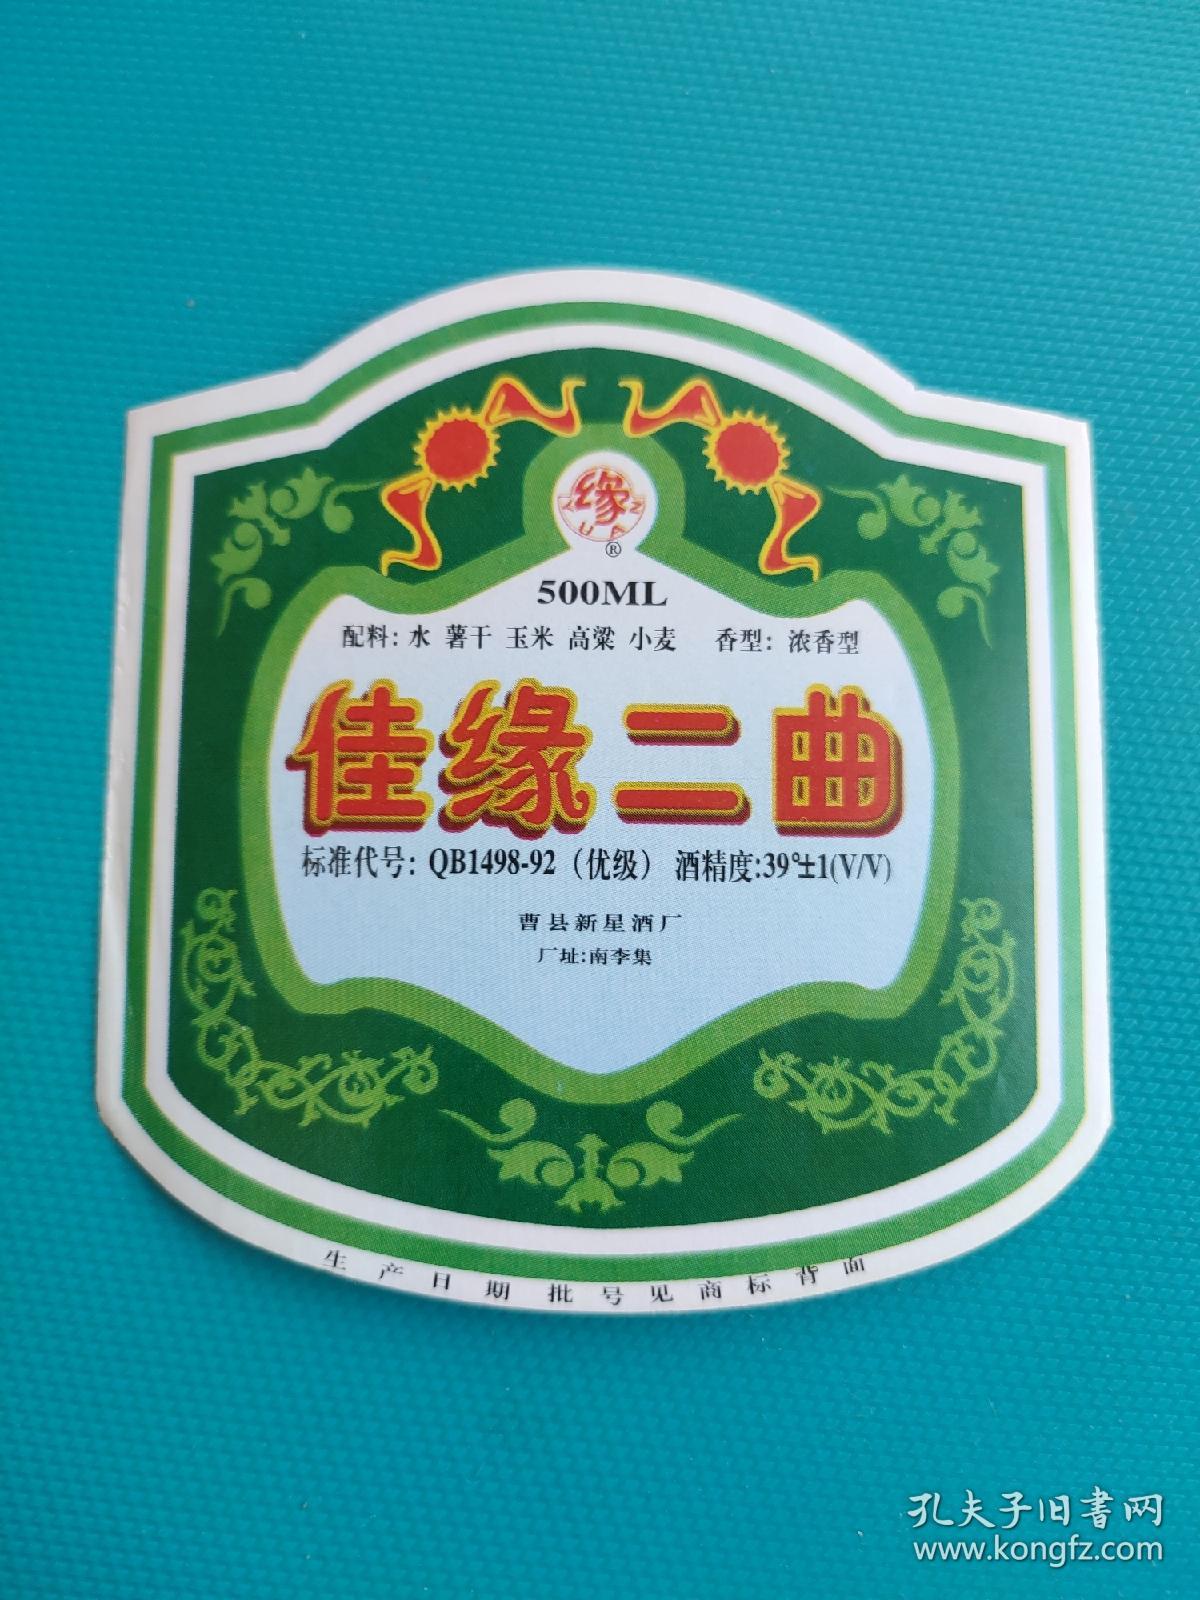 缘
YUAN
®
500ML
配料: 水 薯干 玉米 高粱 小麦 香型: 浓香型
佳缘二曲
标准代号: QB1498-92 (优级) 酒精度:39°±1(V/V)
曹县新星酒厂
厂址:南李集
生产日期批号见商标背面
孔夫子旧书网
www.kongfz.com